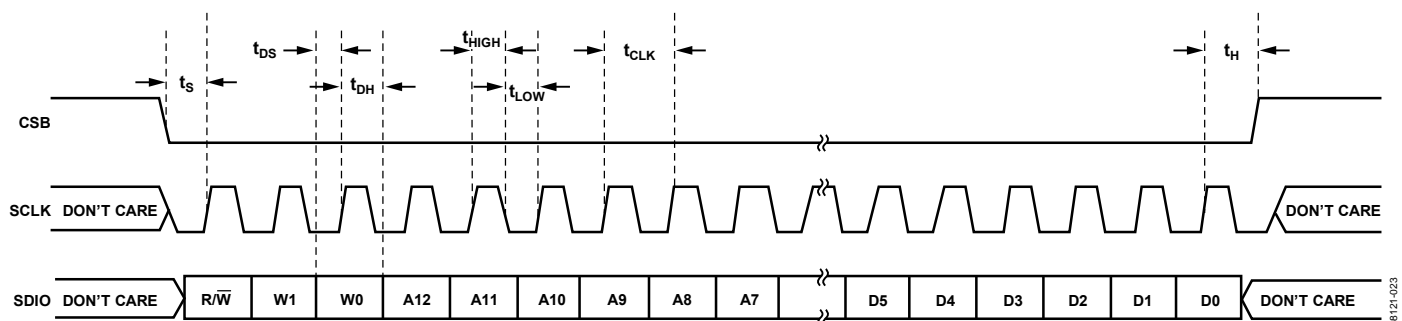 tDS
tHIGH
tCLK
tH
tS
tDH
tLOW
CSB
SCLK DON'T CARE DON'T CARE
SDIO DON'T CARE R/W̅ W1 W0 A12 A11 A10 A9 A8 A7 D5 D4 D3 D2 D1 D0 DON'T CARE
8121-023